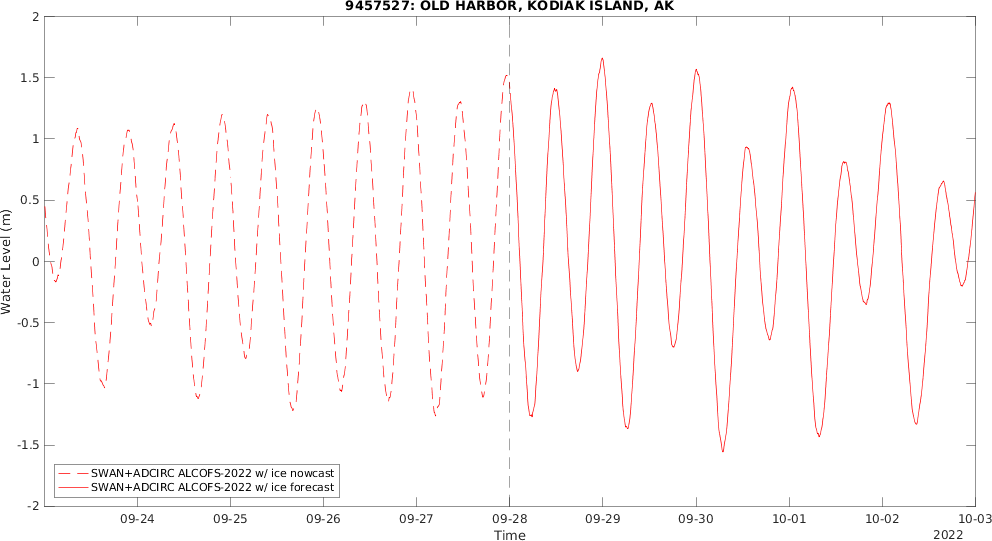 9457527: OLD HARBOR, KODIAK ISLAND, AK
2
1.5
1
0.5
0
-0.5
-1
-1.5
-2
Water Level (m)
SWAN+ADCIRC ALCOFS-2022 w/ ice nowcast
SWAN+ADCIRC ALCOFS-2022 w/ ice forecast
09-24 09-25 09-26 09-27 09-28 09-29 09-30 10-01 10-02 10-03
Time
2022